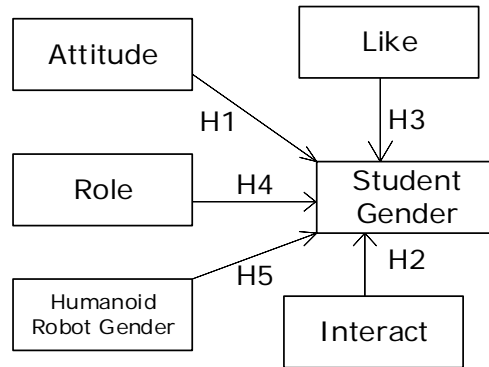 Attitude
Like
H1
H3
Role
H4
Student
Gender
H5
H2
Humanoid
Robot Gender
Interact